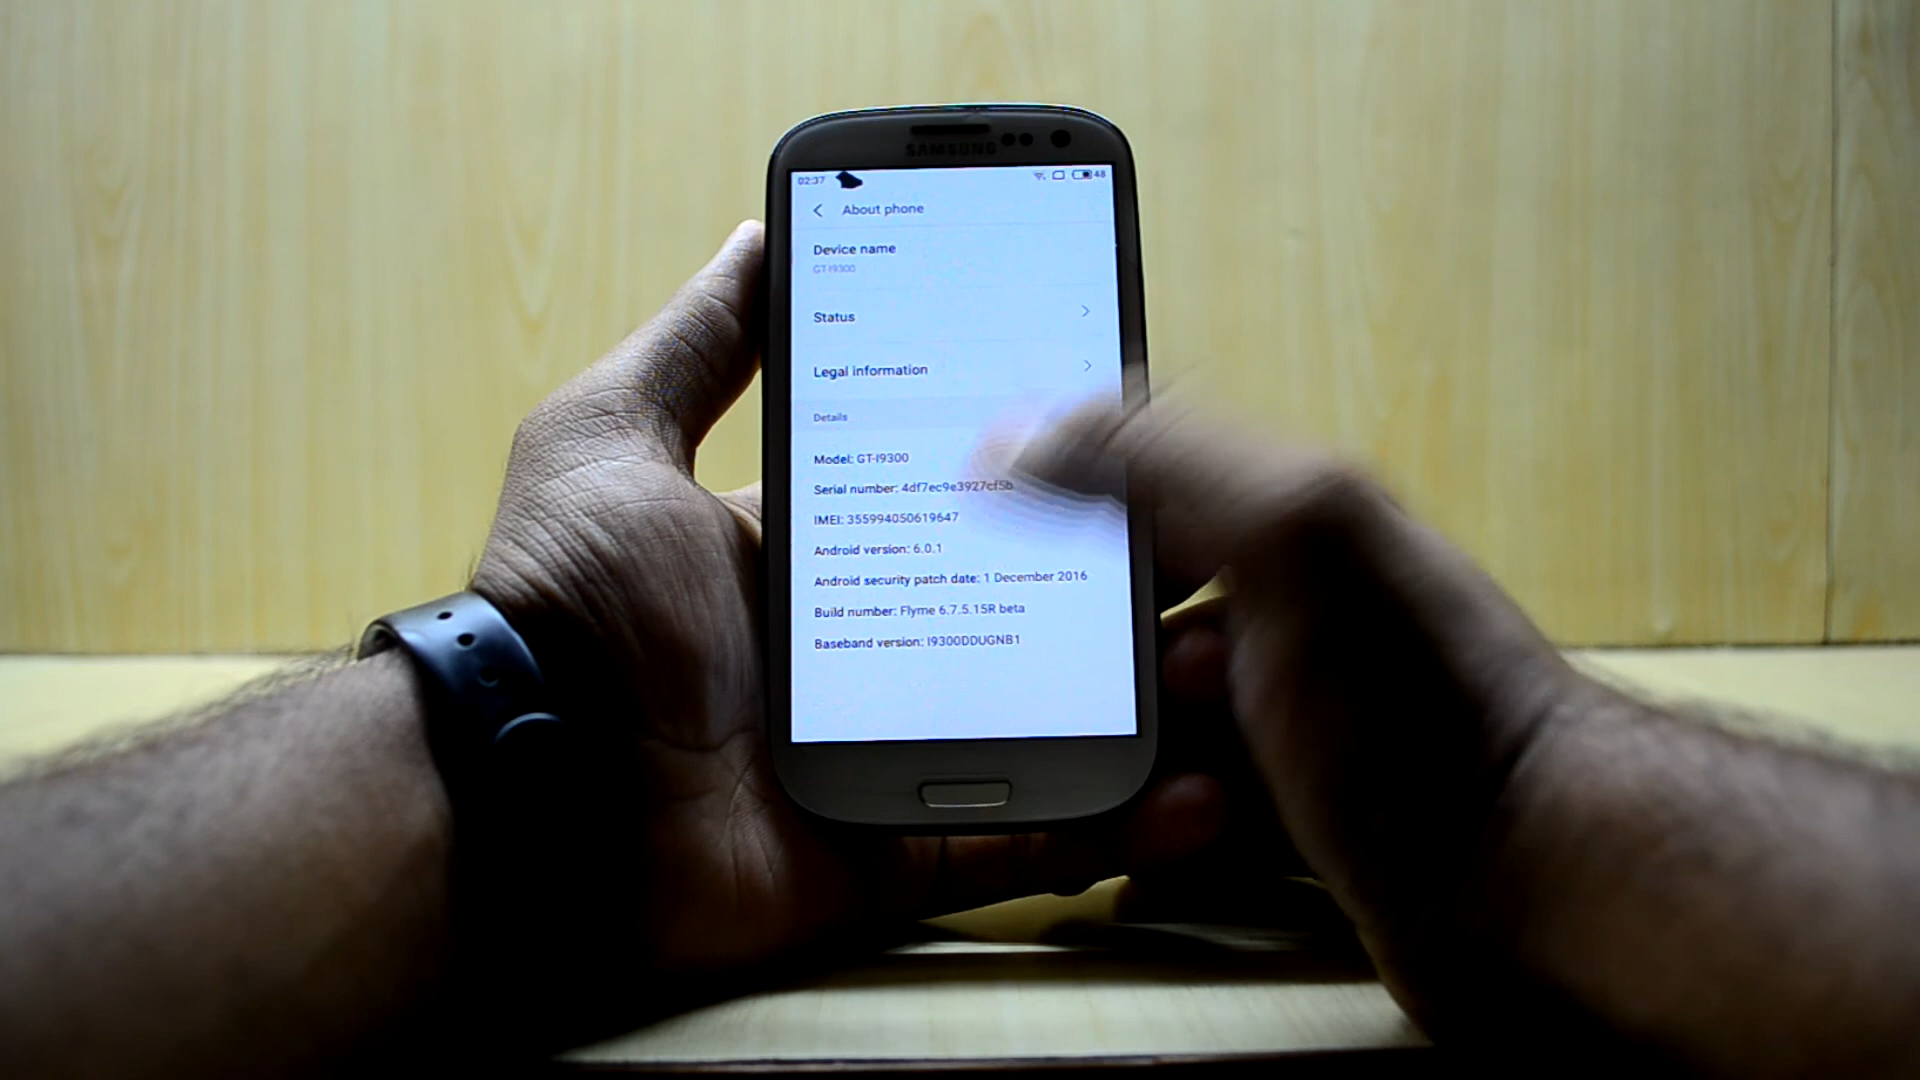 SAMSUNG
02:37
48
About phone
Device name
GT-I9300
Status
Legal information
Details
Model: GT-I9300
Serial number: 4df7ec9e3927cf5b
IMEI: 355994050619647
Android version: 6.0.1
Android security patch date: 1 December 2016
Build number: Flyme 6.7.5.15R beta
Baseband version: I9300DDUGNB1